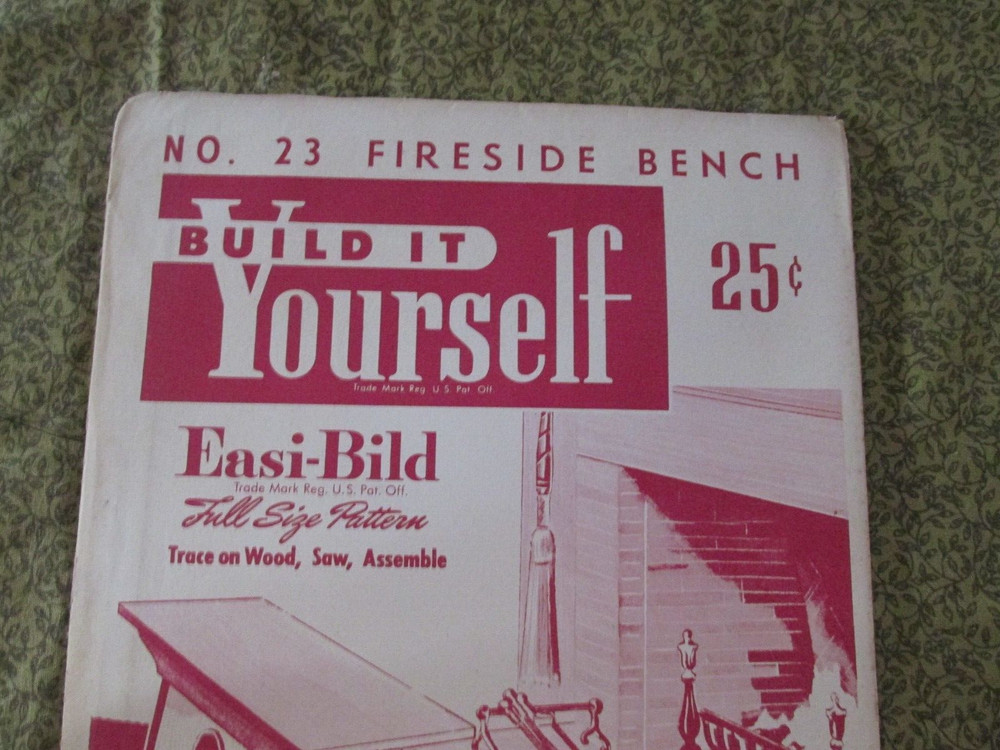 NO. 23 FIRESIDE BENCH
BUILD IT
Yourself
Trade Mark Reg. U. S. Pat. Off.
25¢
Easi-Bild
Trade Mark Reg. U.S. Pat. Off.
Full Size Pattern
Trace on Wood, Saw, Assemble